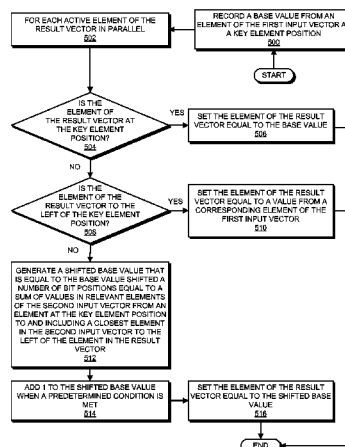 RECORD A BASE VALUE FROM AN
ELEMENT OF THE FIRST INPUT VECTOR AT
A KEY ELEMENT POSITION
500
START
FOR EACH ACTIVE ELEMENT OF THE
RESULT VECTOR IN PARALLEL
502
IS THE
ELEMENT OF
THE RESULT VECTOR AT
THE KEY ELEMENT
POSITION?
504
YES
SET THE ELEMENT OF THE RESULT
VECTOR EQUAL TO THE BASE VALUE
506
NO
IS THE
ELEMENT OF THE
RESULT VECTOR TO THE
LEFT OF THE KEY ELEMENT
POSITION?
508
YES
SET THE ELEMENT OF THE RESULT
VECTOR EQUAL TO A VALUE FROM A
CORRESPONDING ELEMENT OF THE
FIRST INPUT VECTOR
510
NO
GENERATE A SHIFTED BASE VALUE THAT
IS EQUAL TO THE BASE VALUE SHIFTED A
NUMBER OF BIT POSITIONS EQUAL TO A
SUM OF VALUES IN RELEVANT ELEMENTS
OF THE SECOND INPUT VECTOR FROM AN
ELEMENT AT THE KEY ELEMENT POSITION
TO AND INCLUDING A CLOSEST ELEMENT
IN THE SECOND INPUT VECTOR TO THE
LEFT OF THE ELEMENT IN THE RESULT
VECTOR
512
ADD 1 TO THE SHIFTED BASE VALUE
WHEN A PREDETERMINED CONDITION IS
MET
514
SET THE ELEMENT OF THE RESULT
VECTOR EQUAL TO THE SHIFTED BASE
VALUE
516
END